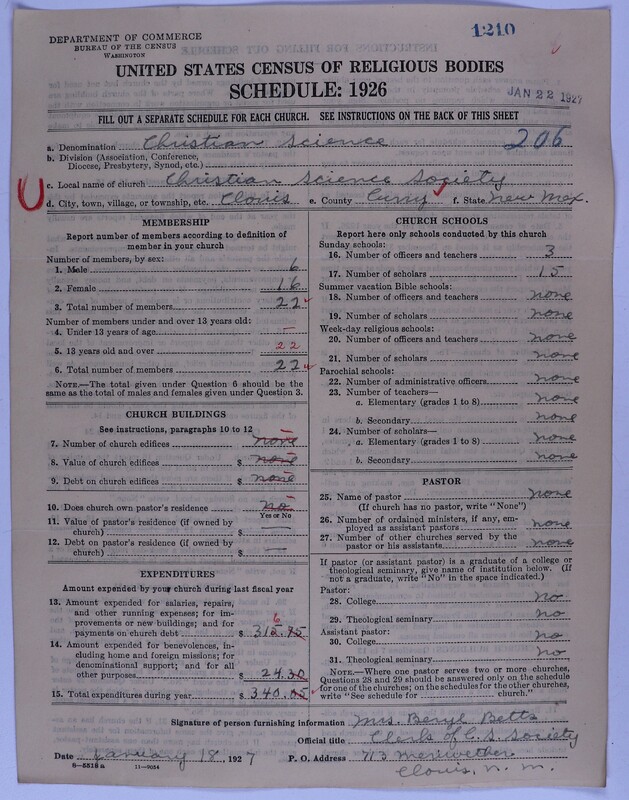 DEPARTMENT OF COMMERCE
BUREAU OF THE CENSUS
WASHINGTON
1210
UNITED STATES CENSUS OF RELIGIOUS BODIES
SCHEDULE: 1926
JAN 22 1927
FILL OUT A SEPARATE SCHEDULE FOR EACH CHURCH. SEE INSTRUCTIONS ON THE BACK OF THIS SHEET
a. Denomination Christian Science 206
b. Division (Association, Conference,
Diocese, Presbytery, Synod, etc.)
c. Local name of church Christian Science Society
d. City, town, village, or township, etc. Clovis e. County Curry f. State New Mex.
MEMBERSHIP
Report number of members according to definition of
member in your church
Number of members, by sex:
1. Male 6
2. Female 16
3. Total number of members 22
Number of members under and over 13 years old:
4. Under 13 years of age —
5. 13 years old and over 22
6. Total number of members 22
NOTE.—The total given under Question 6 should be
same as the total of males and females given under Question 3.
CHURCH BUILDINGS
See instructions, paragraphs 10 to 12
7. Number of church edifices none
8. Value of church edifices $ none
9. Debt on church edifices $ none
10. Does church own pastor's residence no
Yes or No
11. Value of pastor's residence (if owned by
church) $ —
12. Debt on pastor's residence (if owned by
church) $ —
EXPENDITURES
Amount expended by your church during last fiscal year
13. Amount expended for salaries, repairs,
and other running expenses; for im-
provements or new buildings; and for
payments on church debt $ 315.75 6
14. Amount expended for benevolences, in-
cluding home and foreign missions; for
denominational support; and for all
other purposes $ 24.30
15. Total expenditures during year $ 340.05
CHURCH SCHOOLS
Report here only schools conducted by this church
Sunday schools:
16. Number of officers and teachers 3
17. Number of scholars 15
Summer vacation Bible schools:
18. Number of officers and teachers none
19. Number of scholars none
Week-day religious schools:
20. Number of officers and teachers none
21. Number of scholars none
Parochial schools:
22. Number of administrative officers none
23. Number of teachers—
a. Elementary (grades 1 to 8) none
b. Secondary none
24. Number of scholars—
a. Elementary (grades 1 to 8) none
b. Secondary none
PASTOR
25. Name of pastor none
(If church has no pastor, write "None")
26. Number of ordained ministers, if any, em-
ployed as assistant pastors none
27. Number of other churches served by the
pastor or his assistants none
If pastor (or assistant pastor) is a graduate of a college or
theological seminary, give name of institution below. (If
not a graduate, write "No" in the space indicated.)
Pastor:
28. College no
29. Theological seminary no
Assistant pastor:
30. College no
31. Theological seminary no
NOTE.—Where one pastor serves two or more churches,
Questions 28 and 29 should be answered only on the schedule
for one of the churches; on the schedules for the other churches,
write "See schedule for church."
Signature of person furnishing information Mrs. Beryl Betts
Official title Clerk of C. S. Society
Date January 18, 1927 P. O. Address 713 Meriwether
8—5518 a 11—9054 Clovis, N. M.